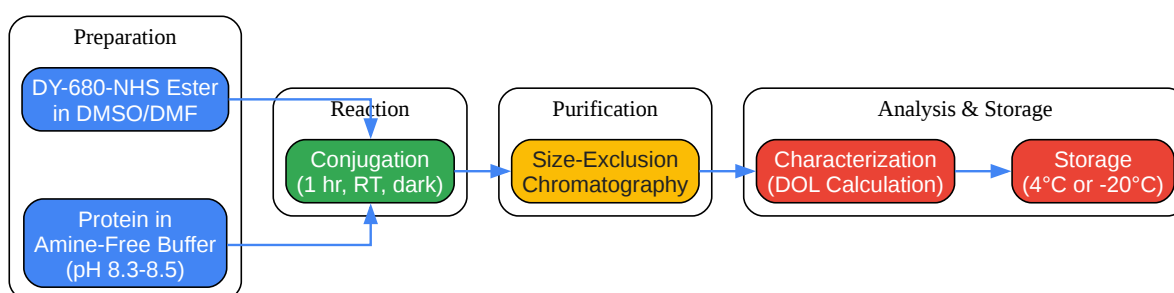 Preparation
DY-680-NHS Ester
in DMSO/DMF
Protein in
Amine-Free Buffer
(pH 8.3-8.5)
Reaction
Conjugation
(1 hr, RT, dark)
Purification
Size-Exclusion
Chromatography
Analysis & Storage
Characterization
(DOL Calculation)
Storage
(4°C or -20°C)